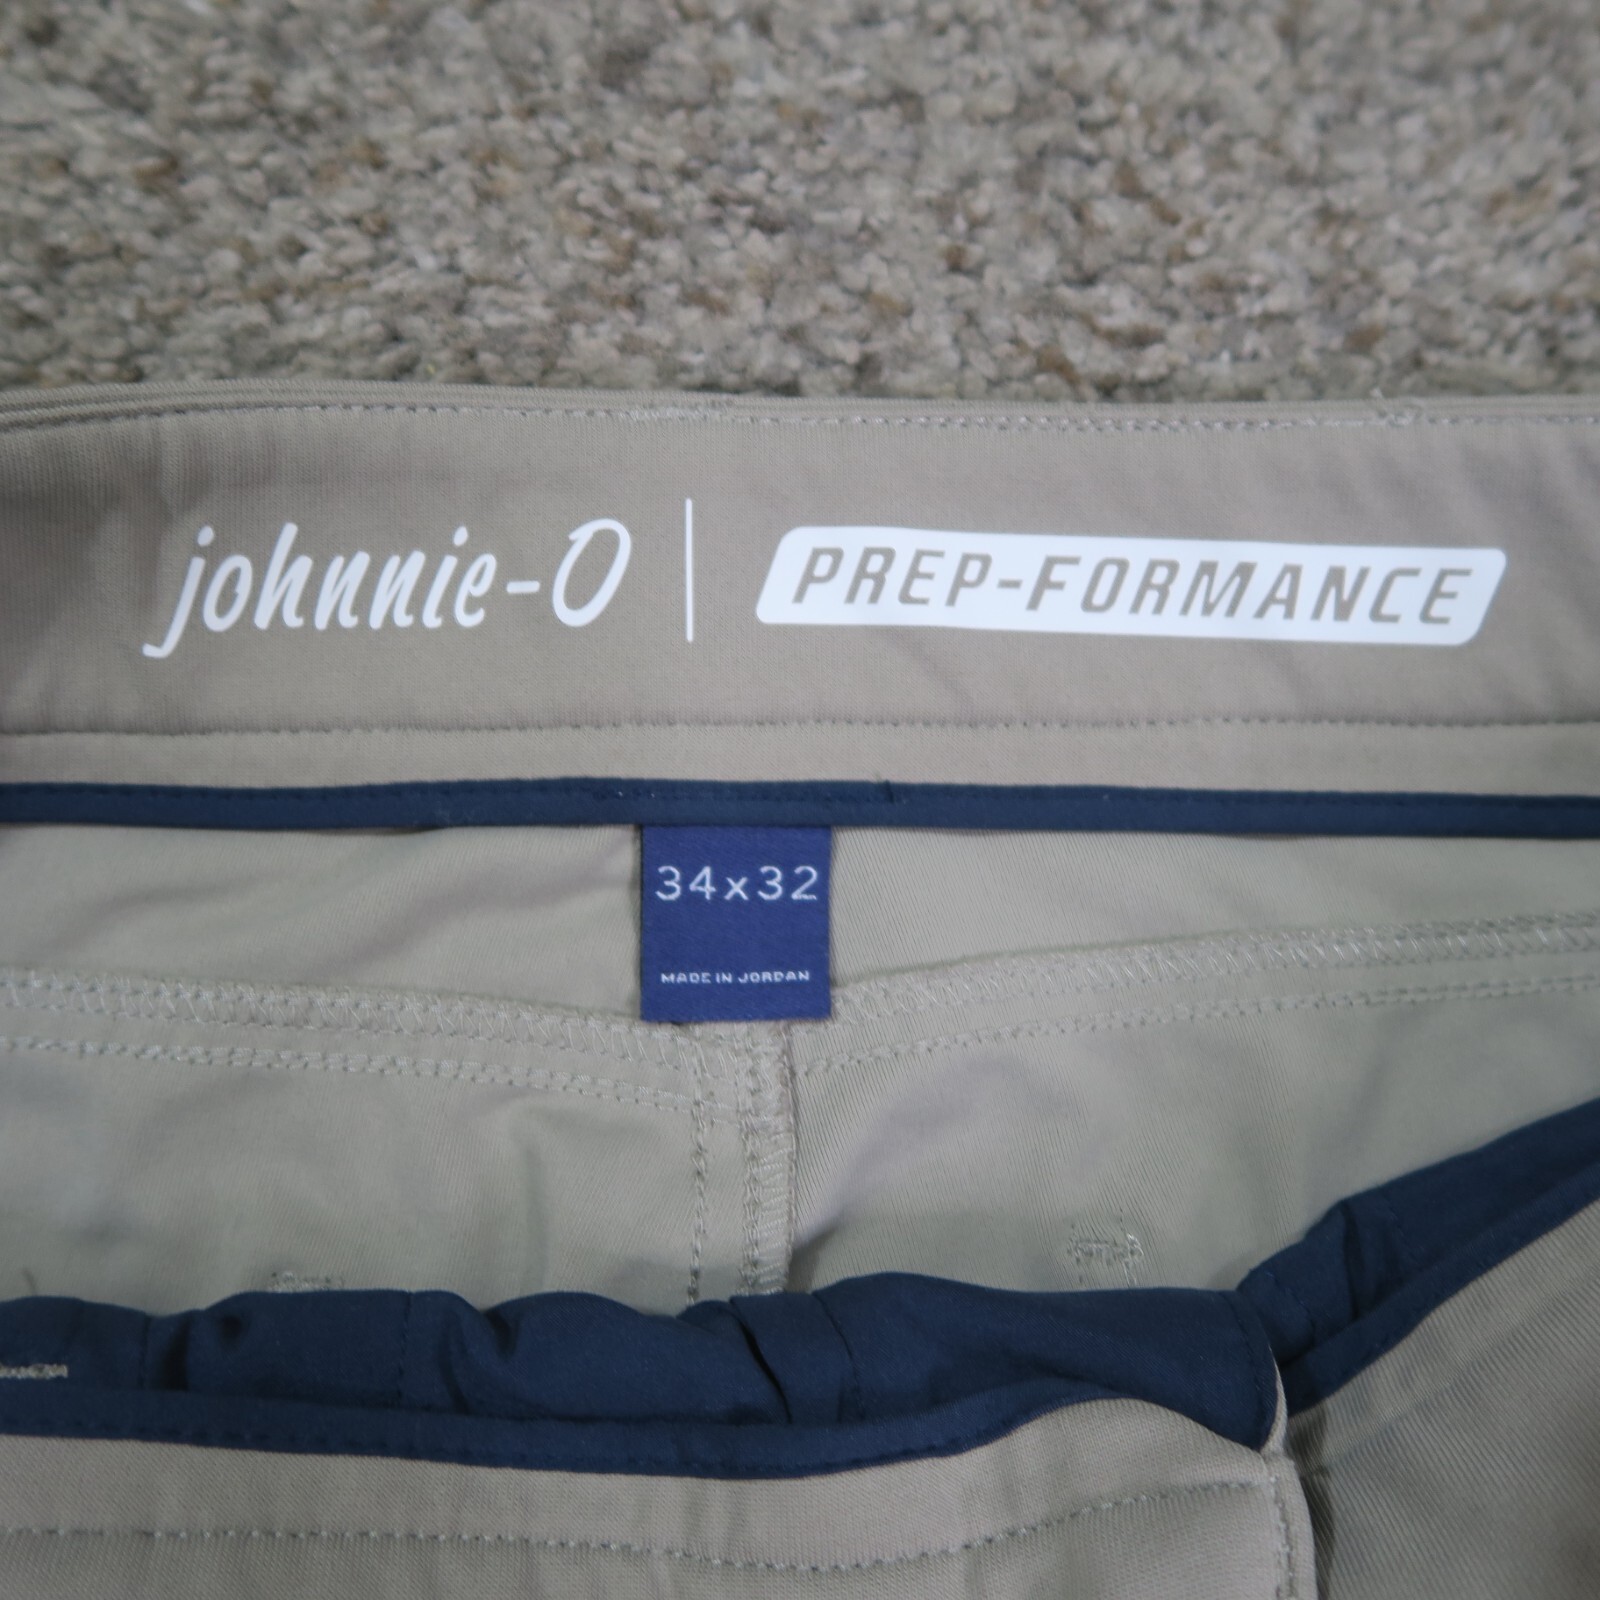 johnnie-O | PREP-FORMANCE
34x32
MADE IN JORDAN